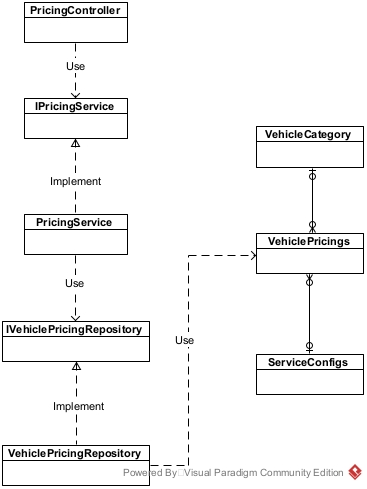 PricingController
Use
IPricingService
VehicleCategory
Implement
PricingService
VehiclePricings
Use
IVehiclePricingRepository
Use
ServiceConfigs
Implement
VehiclePricingRepository
Powered By Visual Paradigm Community Edition